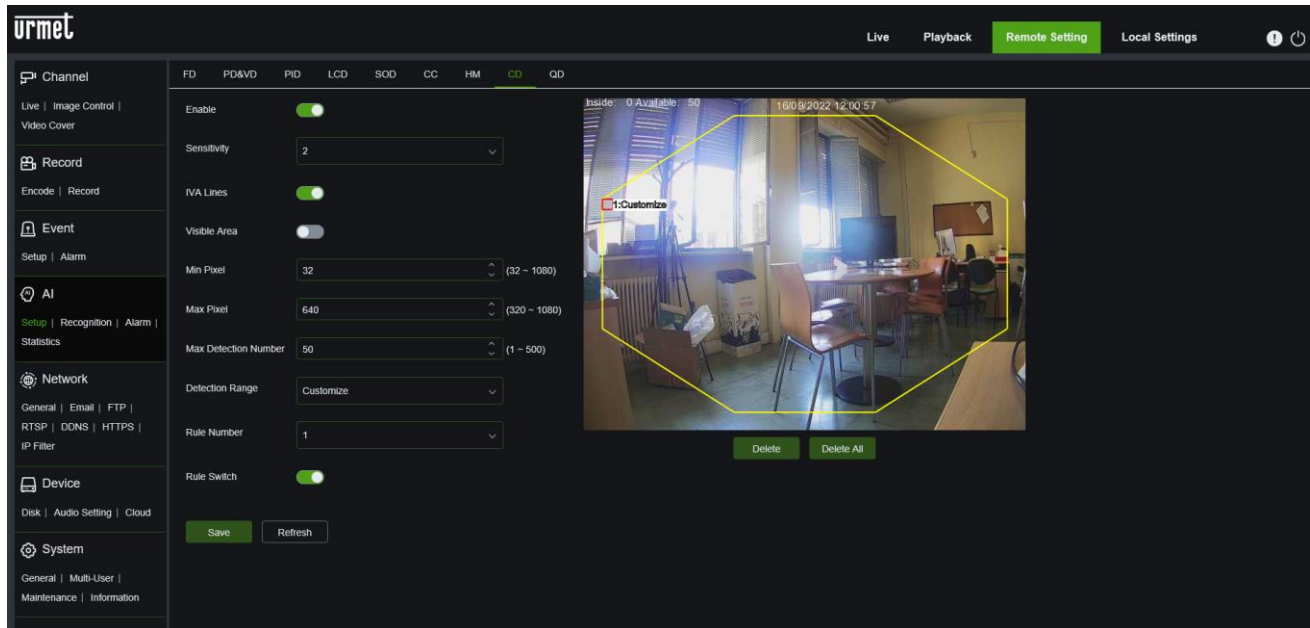 urmet
Live Playback Remote Setting Local Settings
Channel
Live | Image Control |
Video Cover
Record
Encode | Record
Event
Setup | Alarm
AI
Setup | Recognition | Alarm |
Statistics
Network
General | Email | FTP |
RTSP | DDNS | HTTPS |
IP Filter
Device
Disk | Audio Setting | Cloud
System
General | Multi-User |
Maintenance | Information
FD PD&VD PID LCD SOD CC HM CD QD
Enable
Sensitivity 2
IVA Lines
Visible Area
Min Pixel 32 (32 ~ 1080)
Max Pixel 640 (320 ~ 1080)
Max Detection Number 50 (1 ~ 500)
Detection Range Customize
Rule Number 1
Rule Switch
Save Refresh
Inside: 0 Available: 50 16/09/2022 12:00:57
1:Customize
Delete Delete All